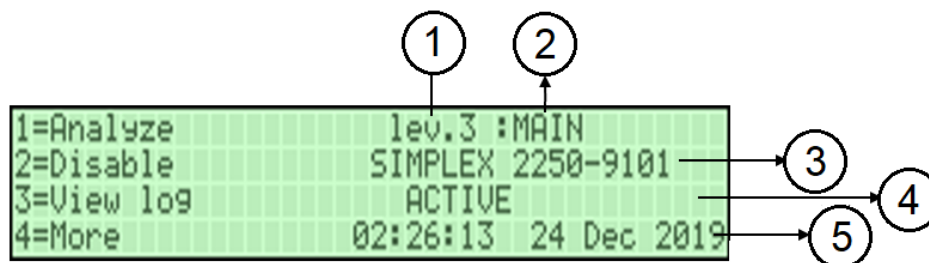 1 2
1=Analyze lev.3 :MAIN
2=Disable SIMPLEX 2250-9101 3
3=View log ACTIVE 4
4=More 02:26:13 24 Dec 2019 5